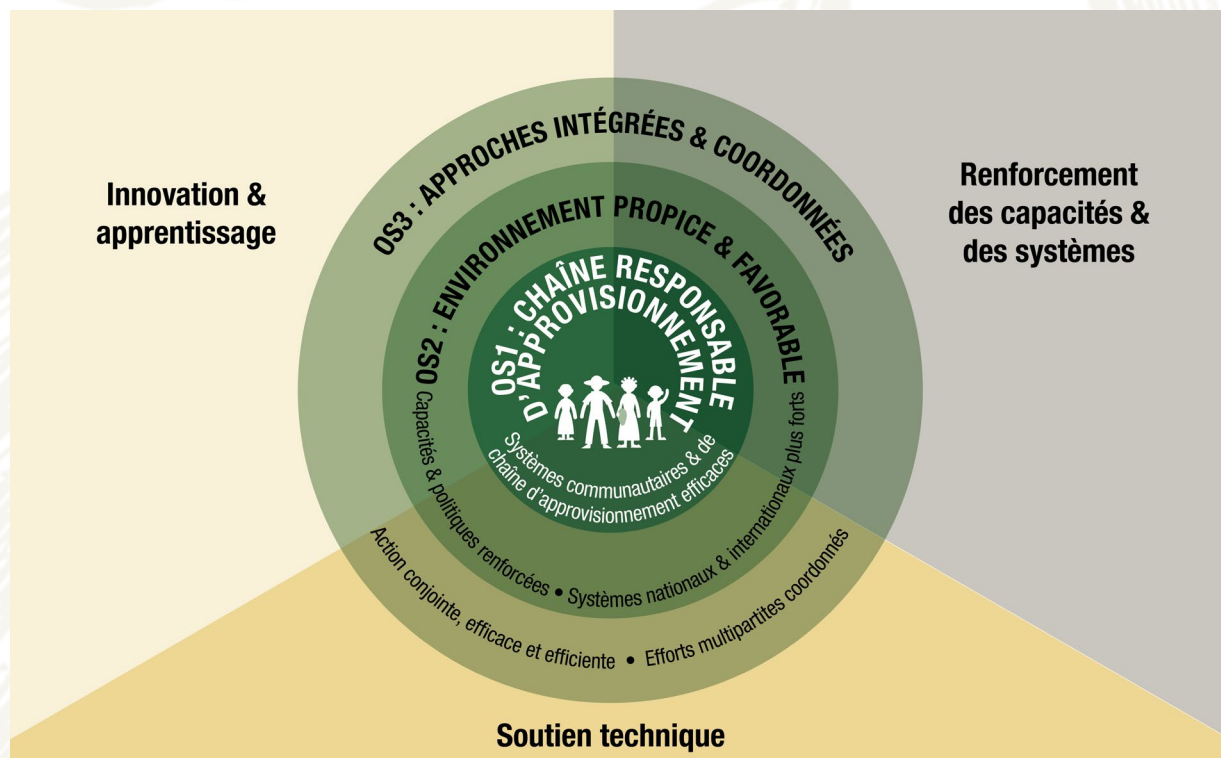 Innovation &
apprentissage
Renforcement
des capacités &
des systèmes
OS3 : APPROCHES INTÉGRÉES & COORDONNÉES
OS2 : ENVIRONNEMENT PROPICE & FAVORABLE
OS1 : CHAÎNE RESPONSABLE
D'APPROVISIONNEMENT
Systèmes communautaires & de
chaîne d'approvisionnement efficaces
Capacités & politiques renforcées • Systèmes nationaux & internationaux plus forts
Action conjointe, efficace et efficiente • Efforts multipartites coordonnés
Soutien technique